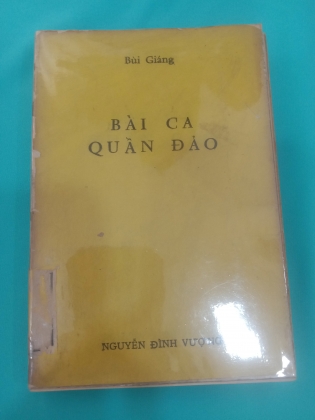 Bùi Giáng
BÀI CA
QUẦN ĐẢO
NGUYỄN ĐÌNH VƯỢNG